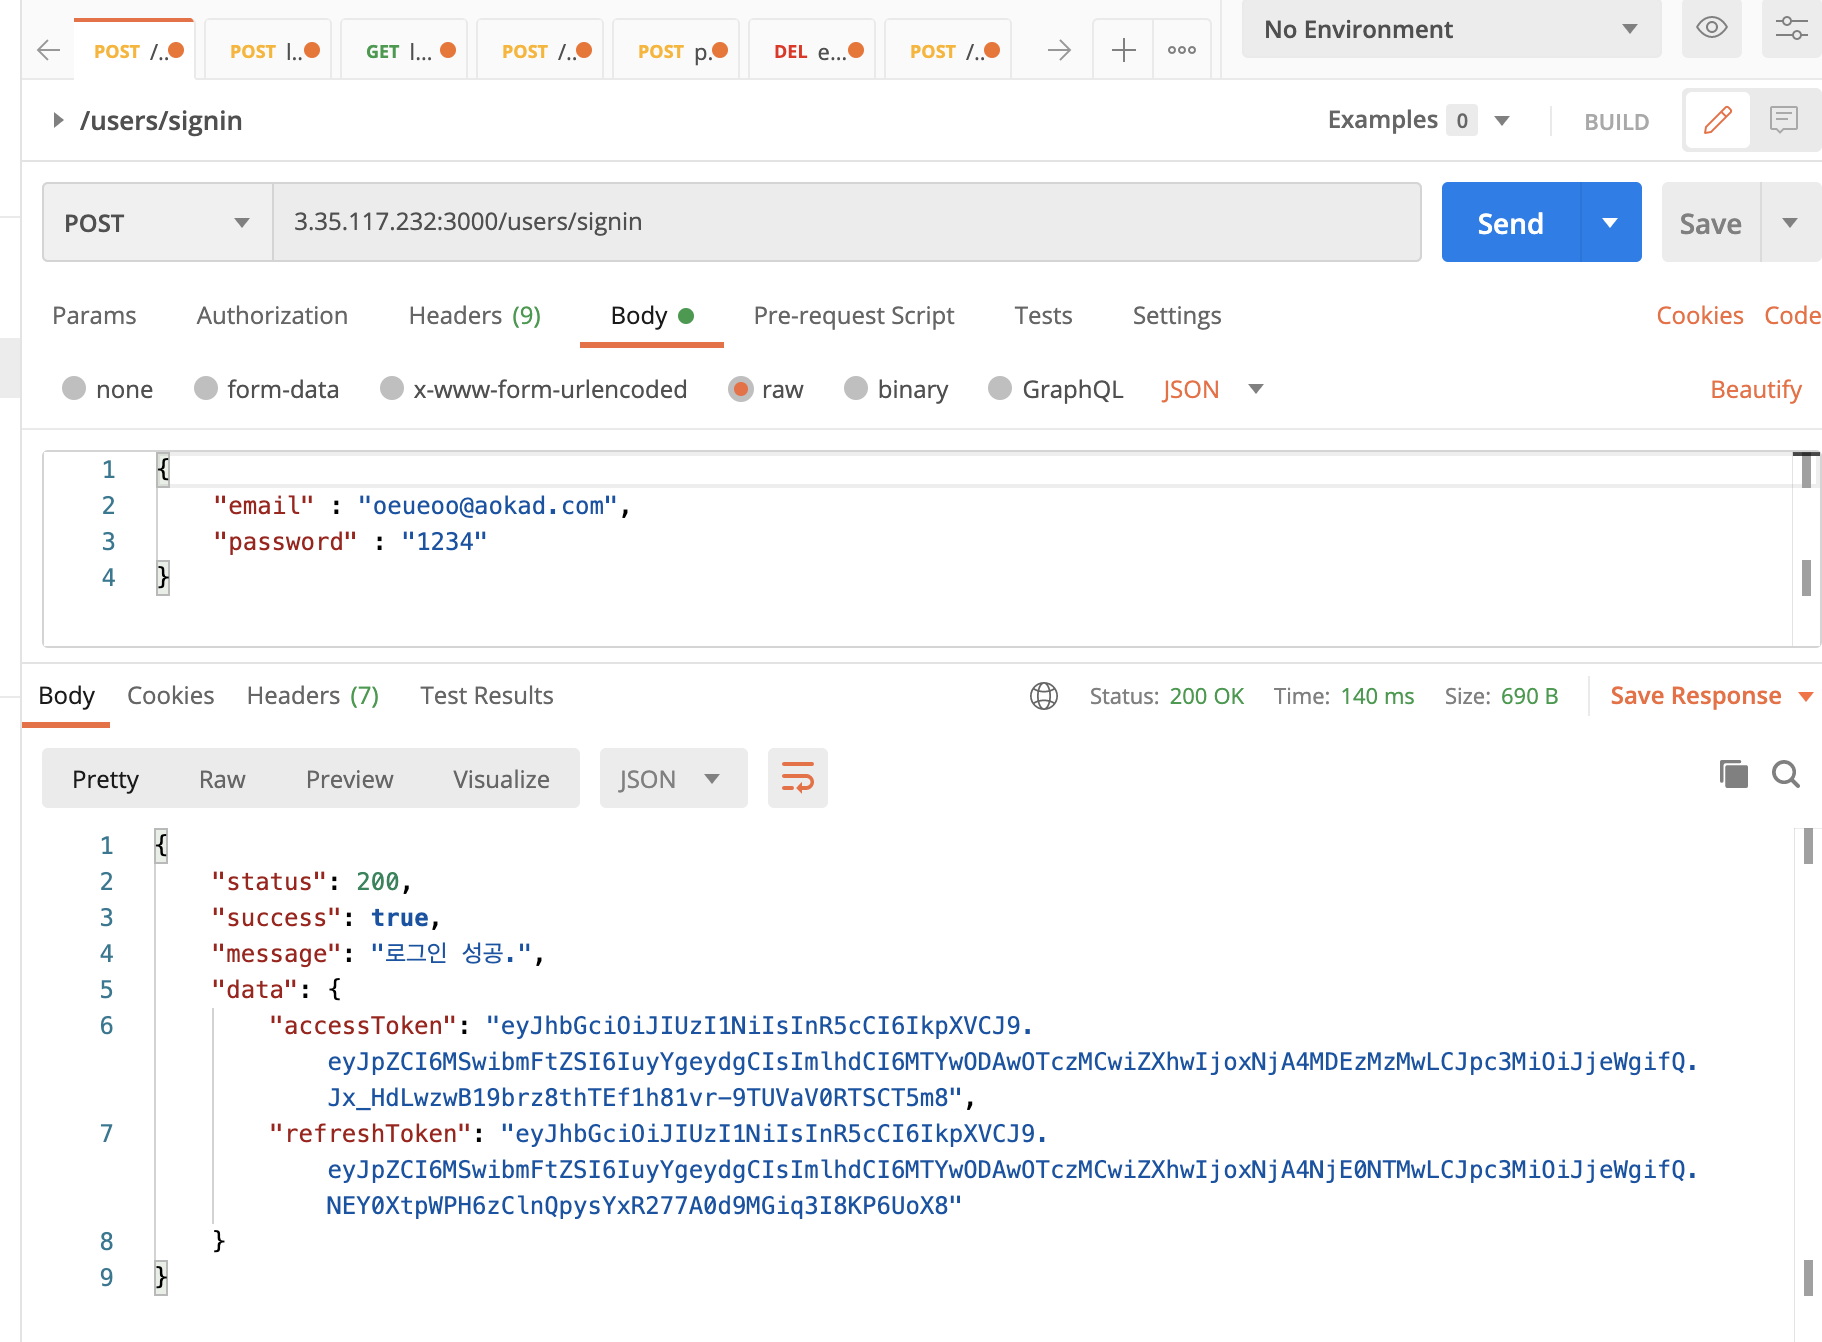 POST /.. POST l.. GET l... POST /.. POST p. DEL e... POST /.. No Environment
/users/signin Examples 0 BUILD
POST 3.35.117.232:3000/users/signin Send Save
Params Authorization Headers (9) Body Pre-request Script Tests Settings Cookies Code
none form-data x-www-form-urlencoded raw binary GraphQL JSON Beautify
1 {
2 "email" : "oeueoo@aokad.com",
3 "password" : "1234"
4 }
Body Cookies Headers (7) Test Results Status: 200 OK Time: 140 ms Size: 690 B Save Response
Pretty Raw Preview Visualize JSON
1 {
2 "status": 200,
3 "success": true,
4 "message": "로그인 성공.",
5 "data": {
6 "accessToken": "eyJhbGciOiJIUzI1NiIsInR5cCI6IkpXVCJ9.
eyJpZCI6MSwibmFtZSI6IuyYgeydgCIsImlhdCI6MTYwODAwOTczMCwiZXhwIjoxNjA4MDEzMzMwLCJpc3MiOiJjeWgifQ.
Jx_HdLwzwB19brz8thTEf1h81vr-9TUVaV0RTSCT5m8",
7 "refreshToken": "eyJhbGciOiJIUzI1NiIsInR5cCI6IkpXVCJ9.
eyJpZCI6MSwibmFtZSI6IuyYgeydgCIsImlhdCI6MTYwODAwOTczMCwiZXhwIjoxNjA4NjE0NTMwLCJpc3MiOiJjeWgifQ.
NEY0XtpWPH6zClnQpysYxR277A0d9MGiq3I8KP6UoX8"
8 }
9 }